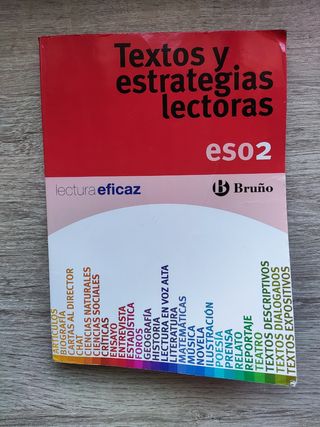 Textos y
estrategias
lectoras
eso2
lectura eficaz
B Bruño
ARTÍCULOS
BIOGRAFÍA
CARTAS AL DIRECTOR
CHAT
CIENCIAS NATURALES
CIENCIAS SOCIALES
CRÍTICAS
ENSAYO
ENTREVISTA
ESTADÍSTICA
FOROS
GEOGRAFÍA
HISTORIA
LECTURA EN VOZ ALTA
LITERATURA
MATEMÁTICAS
MÚSICA
NOVELA
ILUSTRACIÓN
POESÍA
PRENSA
RELATO
REPORTAJE
TEATRO
TEXTOS DESCRIPTIVOS
TEXTOS DIALOGADOS
TEXTOS EXPOSITIVOS